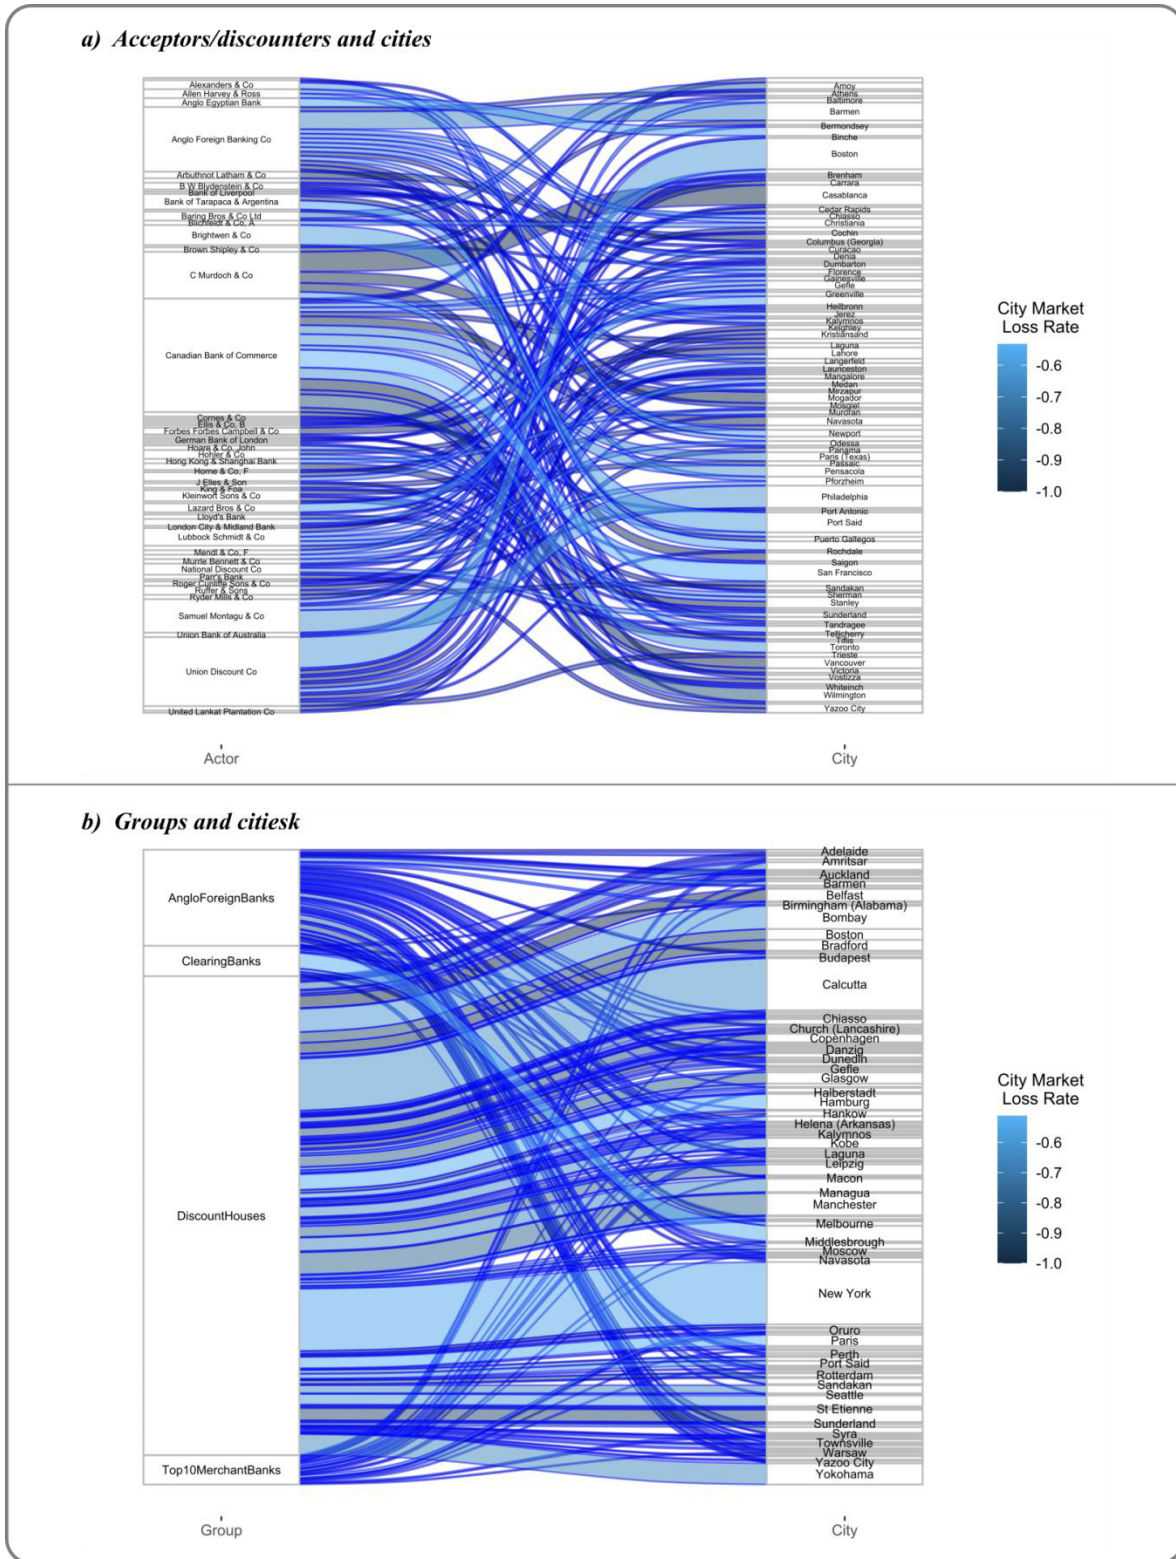 a) Acceptors/discounters and cities
Alexanders & Co
Allen Harvey & Ross
Anglo Egyptian Bank
Anglo Foreign Banking Co
Arbuthnot Latham & Co
B W Blydenstein & Co
Bank of Liverpool
Bank of Tarapaca & Argentina
Baring Bros & Co Ltd
Blichfeldt & Co, A
Brightwen & Co
Brown Shipley & Co
C Murdoch & Co
Canadian Bank of Commerce
Cornes & Co
Ellis & Co, B
Forbes Forbes Campbell & Co
German Bank of London
Hoare & Co, John
Hohler & Co
Hong Kong & Shanghai Bank
Horne & Co, F
J Elles & Son
King & Foa
Kleinwort Sons & Co
Lazard Bros & Co
Lloyd's Bank
London City & Midland Bank
Lubbock Schmidt & Co
Mendl & Co, F
Murrle Bennett & Co
National Discount Co
Parr's Bank
Roger Cunliffe Sons & Co
Ruffer & Sons
Ryder Mills & Co
Samuel Montagu & Co
Union Bank of Australia
Union Discount Co
United Lankat Plantation Co
Actor
Amoy
Athens
Baltimore
Barmen
Bermondsey
Binche
Boston
Brenham
Carrara
Casablanca
Cedar Rapids
Chiasso
Christiania
Cochin
Columbus (Georgia)
Curacao
Denia
Dumbarton
Florence
Gainesville
Gefle
Greenville
Heilbronn
Jerez
Kalymnos
Keighley
Kristiansand
Laguna
Lahore
Langerfeld
Launceston
Mangalore
Medan
Mirzapur
Mogador
Mosgiel
Muroran
Navasota
Newport
Odessa
Panama
Paris (Texas)
Passaic
Pensacola
Pforzheim
Philadelphia
Port Antonio
Port Said
Puerto Gallegos
Rochdale
Saigon
San Francisco
Sandakan
Sherman
Stanley
Sunderland
Tandragee
Tellicherry
Tiflis
Toronto
Trieste
Vancouver
Victoria
Vostizza
Whiteinch
Wilmington
Yazoo City
City
City Market
Loss Rate
-0.6
-0.7
-0.8
-0.9
-1.0
b) Groups and citiesk
AngloForeignBanks
ClearingBanks
DiscountHouses
Top10MerchantBanks
Group
Adelaide
Amritsar
Auckland
Barmen
Belfast
Birmingham (Alabama)
Bombay
Boston
Bradford
Budapest
Calcutta
Chiasso
Church (Lancashire)
Copenhagen
Danzig
Dunedin
Gefle
Glasgow
Halberstadt
Hamburg
Hankow
Helena (Arkansas)
Kalymnos
Kobe
Laguna
Leipzig
Macon
Managua
Manchester
Melbourne
Middlesbrough
Moscow
Navasota
New York
Oruro
Paris
Perth
Port Said
Rotterdam
Sandakan
Seattle
St Etienne
Sunderland
Syra
Townsville
Warsaw
Yazoo City
Yokohama
City
City Market
Loss Rate
-0.6
-0.7
-0.8
-0.9
-1.0